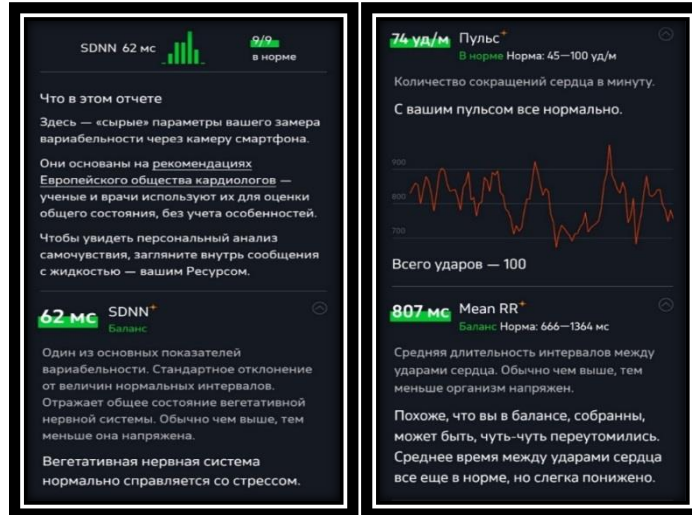 SDNN 62 мс
9/9
в норме
Что в этом отчете
Здесь — «сырые» параметры вашего замера
вариабельности через камеру смартфона.
Они основаны на рекомендациях
Европейского общества кардиологов —
ученые и врачи используют их для оценки
общего состояния, без учета особенностей.
Чтобы увидеть персональный анализ
самочувствия, загляните внутрь сообщения
с жидкостью — вашим Ресурсом.
62 мс SDNN
Баланс
Один из основных показателей
вариабельности. Стандартное отклонение
от величин нормальных интервалов.
Отражает общее состояние вегетативной
нервной системы. Обычно чем выше, тем
меньше она напряжена.
Вегетативная нервная система
нормально справляется со стрессом.
74 уд/м Пульс
В норме Норма: 45—100 уд/м
Количество сокращений сердца в минуту.
С вашим пульсом все нормально.
900
800
700
Всего ударов — 100
807 мс Mean RR
Баланс Норма: 666—1364 мс
Средняя длительность интервалов между
ударами сердца. Обычно чем выше, тем
меньше организм напряжен.
Похоже, что вы в балансе, собранны,
может быть, чуть-чуть переутомились.
Среднее время между ударами сердца
все еще в норме, но слегка понижено.